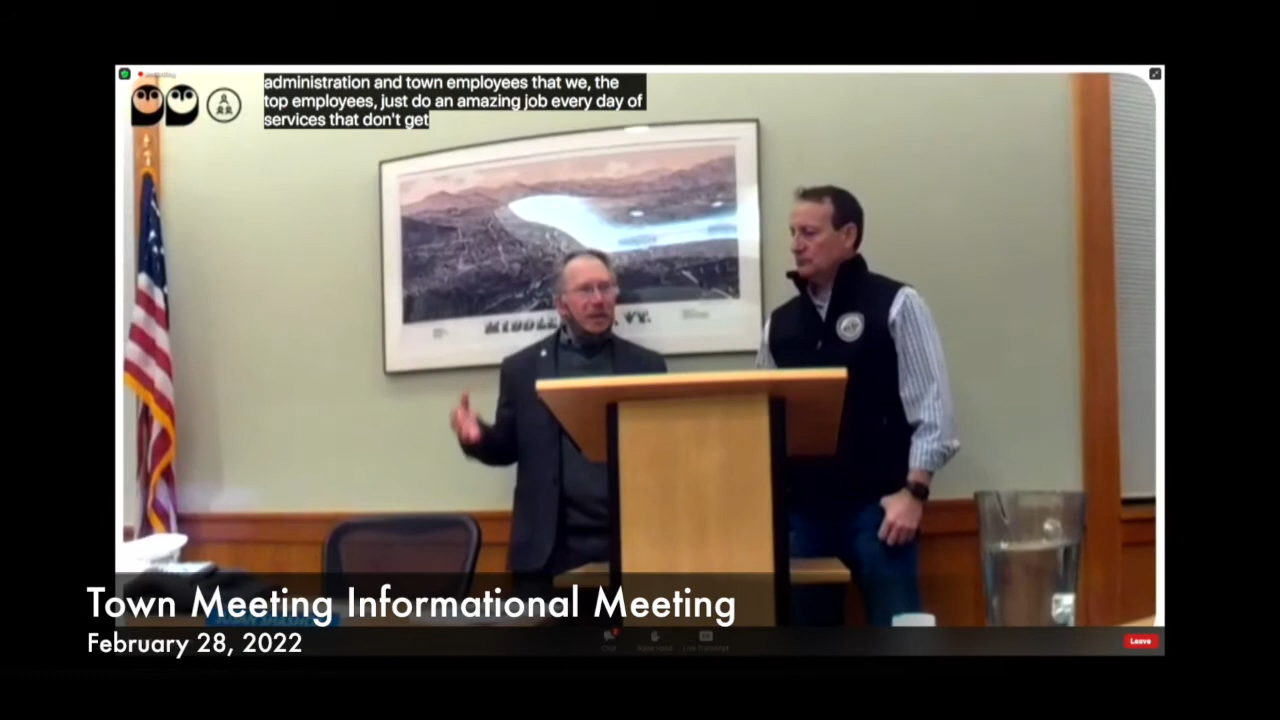 administration and town employees that we, the
top employees, just do an amazing job every day of
services that don't get
VT.
Town Meeting Informational Meeting
February 28, 2022
Leave